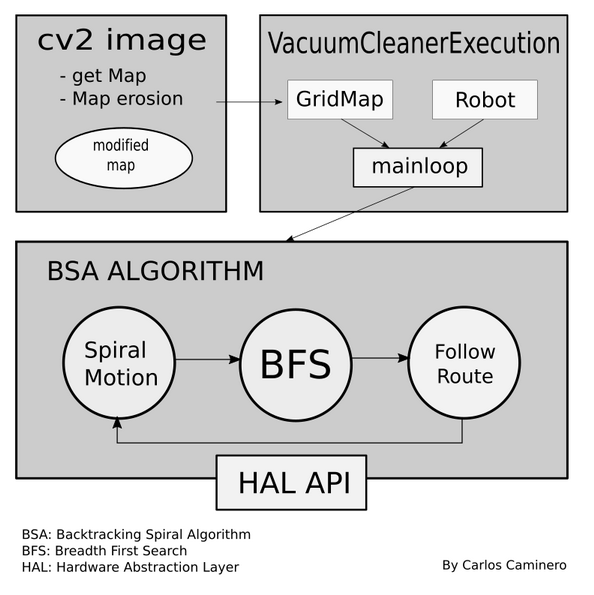 cv2 image
- get Map
- Map erosion
modified
map
VacuumCleanerExecution
GridMap
Robot
mainloop
BSA ALGORITHM
Spiral
Motion
BFS
Follow
Route
HAL API
BSA: Backtracking Spiral Algorithm
BFS: Breadth First Search
HAL: Hardware Abstraction Layer
By Carlos Caminero